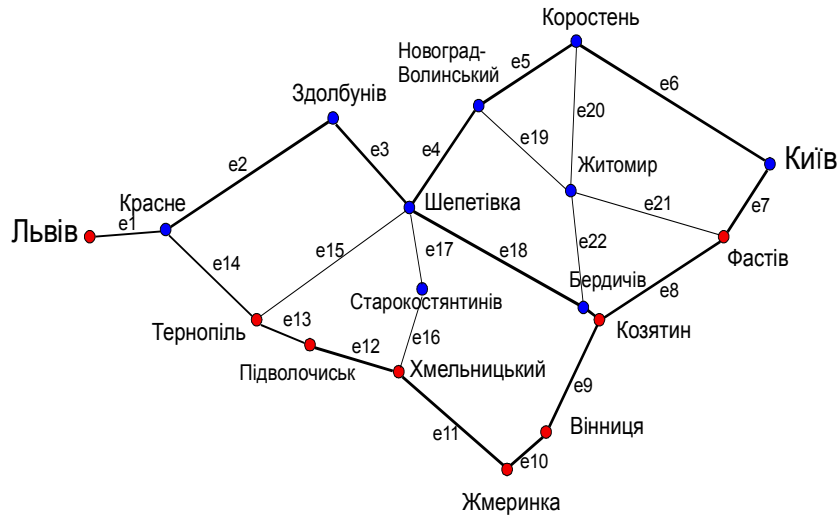 Коростень
Новоград-
Волинський
e5
e6
Здолбунів
e20
e19
e3
e4
e2
Житомир
Київ
Красне
Шепетівка
e7
Львів
e1
e21
e17
e15
e18
e22
Фастів
e14
Бердичів
e8
Старокостянтинів
Тернопіль
e13
e16
Козятин
e12
Підволочиськ
Хмельницький
e9
e11
Вінниця
e10
Жмеринка